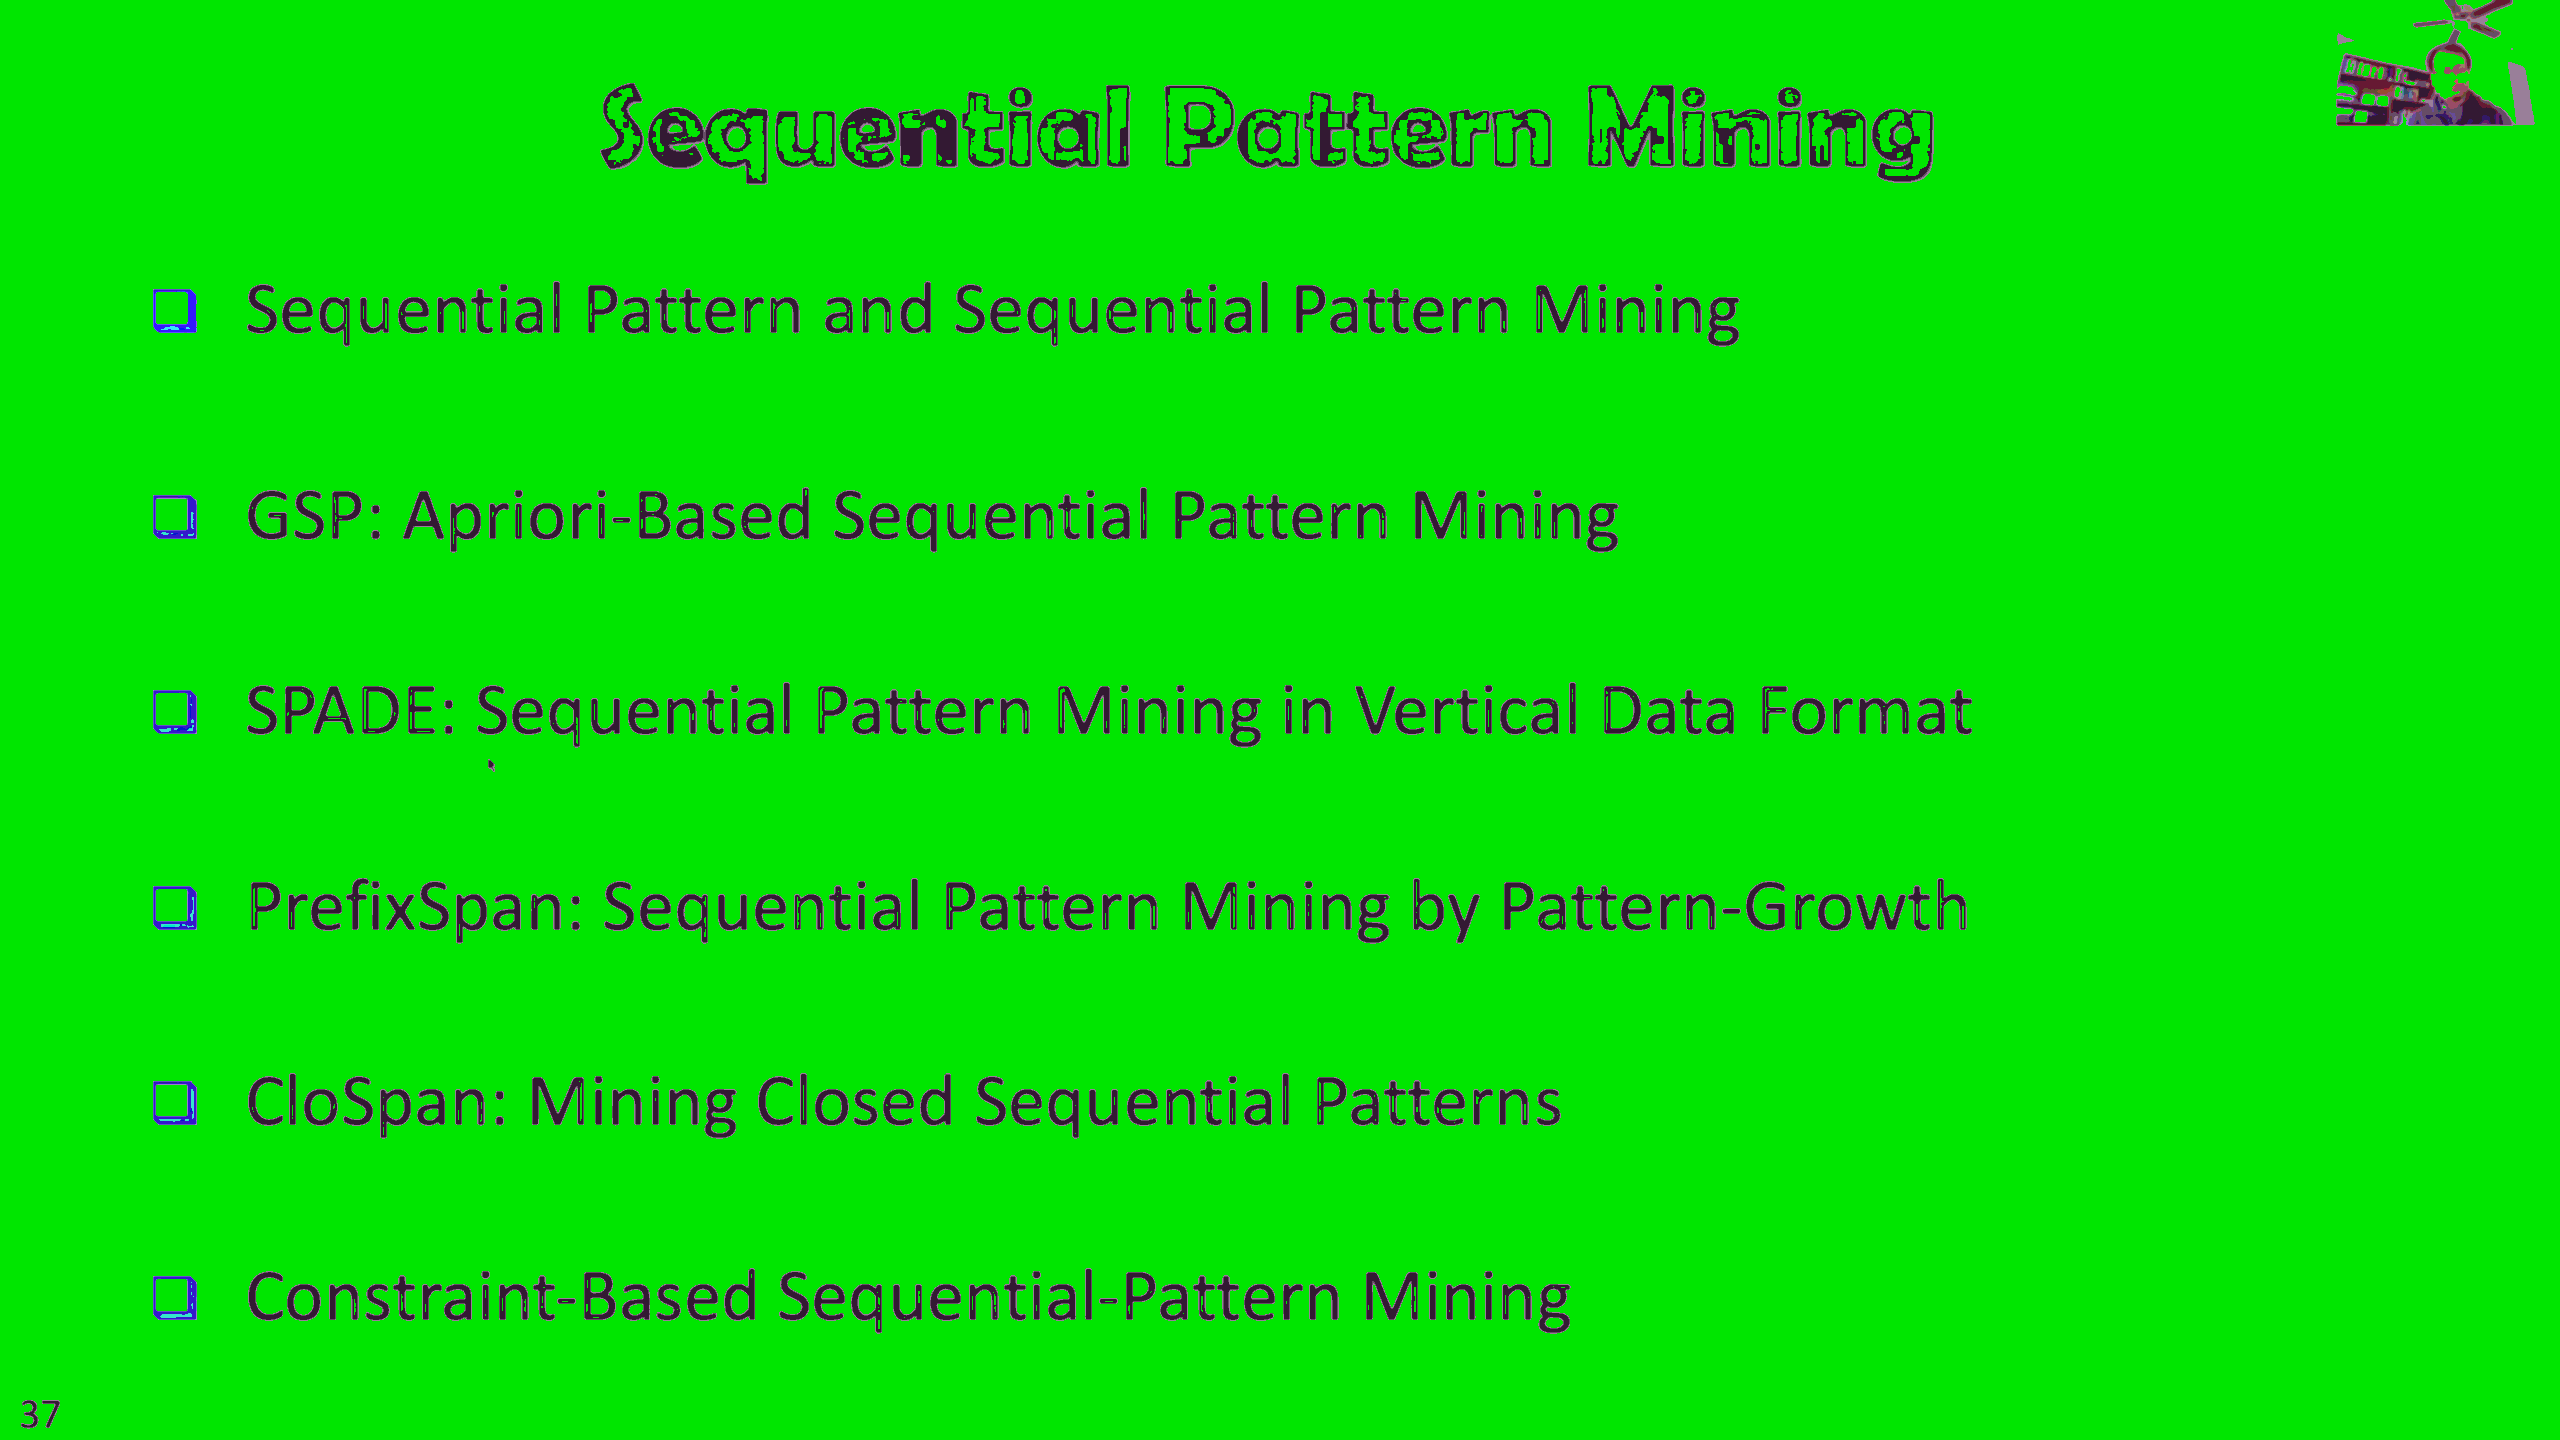 Sequential Pattern Mining
❑ Sequential Pattern and Sequential Pattern Mining
❑ GSP: Apriori-Based Sequential Pattern Mining
❑ SPADE: Sequential Pattern Mining in Vertical Data Format
❑ PrefixSpan: Sequential Pattern Mining by Pattern-Growth
❑ CloSpan: Mining Closed Sequential Patterns
❑ Constraint-Based Sequential-Pattern Mining
37